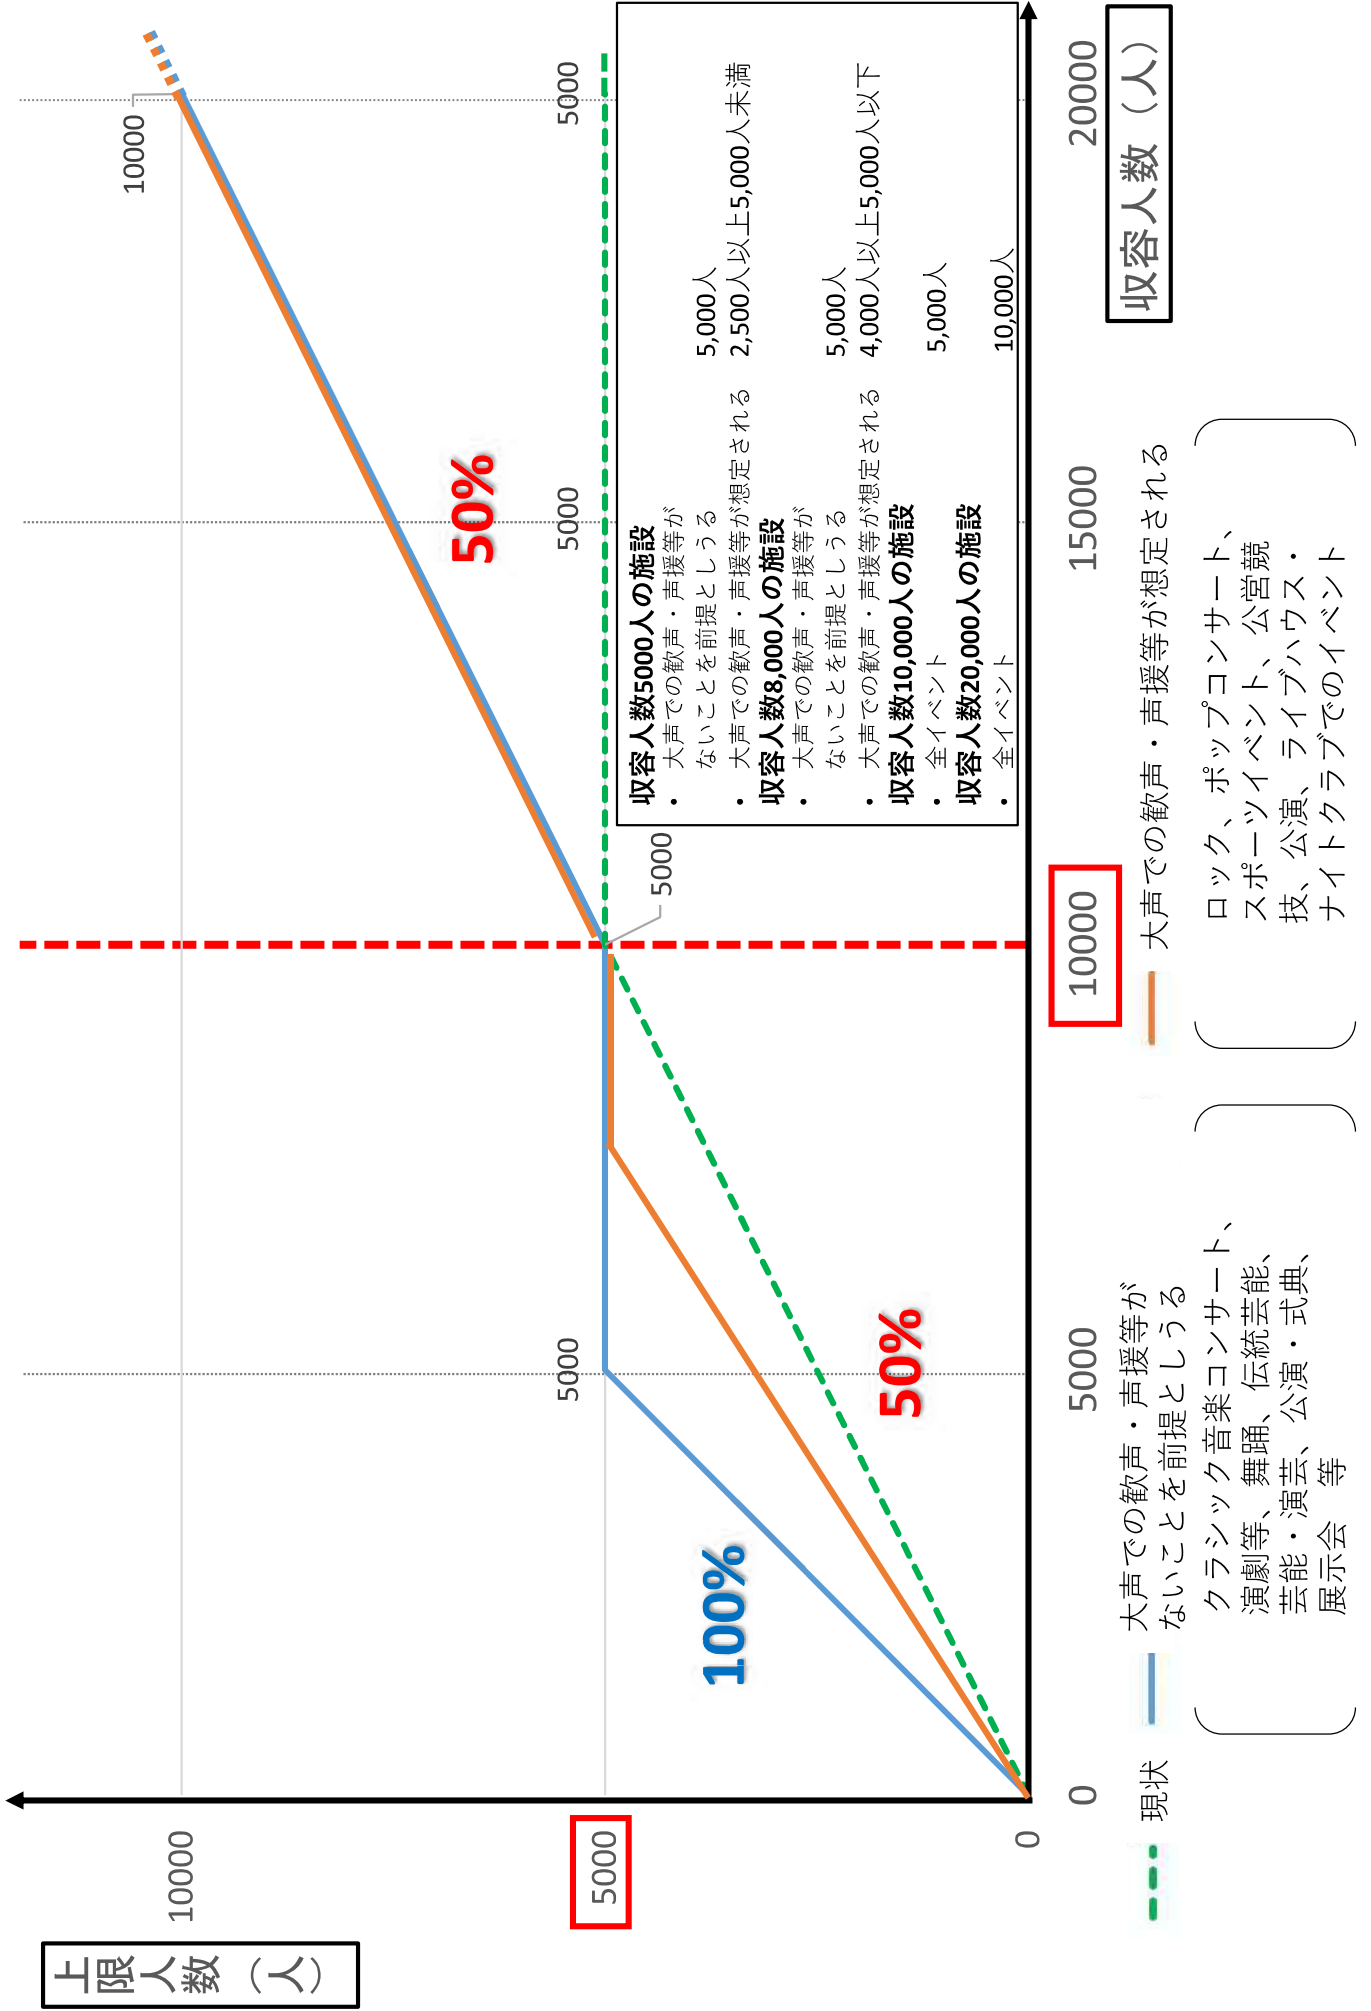 上限人数（人）
10000
5000
0
10000
5000
5000
5000
5000
100%
50%
50%
収容人数5000人の施設
・大声での歓声・声援等が
ないことを前提としうる 5,000人
・大声での歓声・声援等が想定される 2,500人以上5,000人未満
収容人数8,000人の施設
・大声での歓声・声援等が
ないことを前提としうる 5,000人
・大声での歓声・声援等が想定される 4,000人以上5,000人以下
収容人数10,000人の施設
・全イベント 5,000人
収容人数20,000人の施設
・全イベント 10,000人
0
5000
10000
15000
20000
収容人数（人）
現状
大声での歓声・声援等が
ないことを前提としうる
クラシック音楽コンサート、
演劇等、舞踊、伝統芸能、
芸能・演芸、公演・式典、
展示会　等
大声での歓声・声援等が想定される
ロック、ポップコンサート、
スポーツイベント、公営競
技、公演、ライブハウス・
ナイトクラブでのイベント